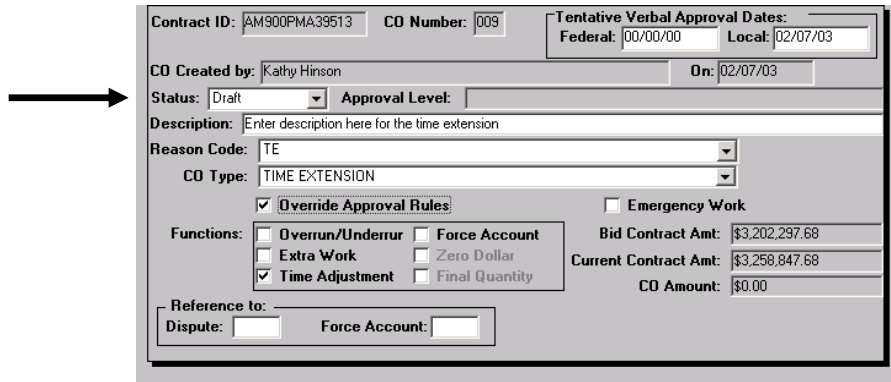 Contract ID: AM900PMA39513 CO Number: 009 Tentative Verbal Approval Dates:
Federal: 00/00/00 Local: 02/07/03
CO Created by: Kathy Hinson On: 02/07/03
Status: Draft Approval Level:
Description: Enter description here for the time extension
Reason Code: TE
CO Type: TIME EXTENSION
Override Approval Rules Emergency Work
Functions: Overrun/Underrur Force Account Bid Contract Amt: $3,202,297.68
Extra Work Zero Dollar Current Contract Amt: $3,258,847.68
Time Adjustment Final Quantity CO Amount: $0.00
Reference to:
Dispute: Force Account: